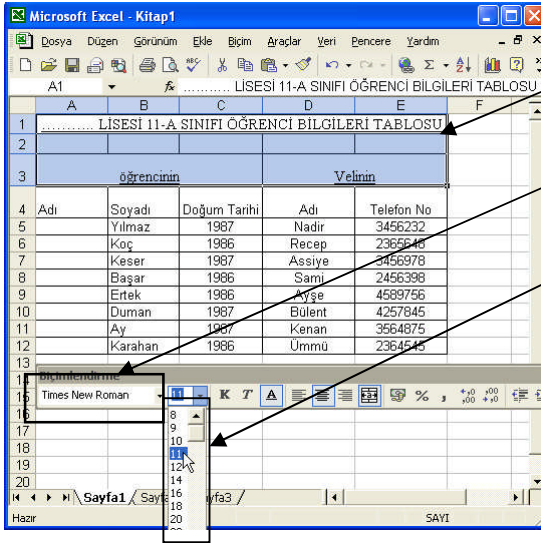 Microsoft Excel - Kitap1
Dosya Düzen Görünüm Ekle Biçim Araçlar Veri Pencere Yardım
A1 fx ........... LİSESİ 11-A SINIFI ÖĞRENCİ BİLGİLERİ TABLOSU
A B C D E F
1 ........... LİSESİ 11-A SINIFI ÖĞRENCİ BİLGİLERİ TABLOSU
2
3 öğrencinin Velinin
4 Adı Soyadı Doğum Tarihi Adı Telefon No
5 Yılmaz 1987 Nadir 3456232
6 Koç 1986 Recep 2365648
7 Keser 1987 Assiye 3456978
8 Başar 1986 Sami 2456398
9 Ertek 1986 Ayşe 4589756
10 Duman 1987 Bülent 4257845
11 Ay 1987 Kenan 3564875
12 Karahan 1986 Ümmü 2364545
13
14 Biçimlendirme
15 Times New Roman 11 K T A % ,
16 8
17 9
10
18 11
12
19 14
16
20
Sayfa1 Sayfa3
18
Hazır 20 SAYI